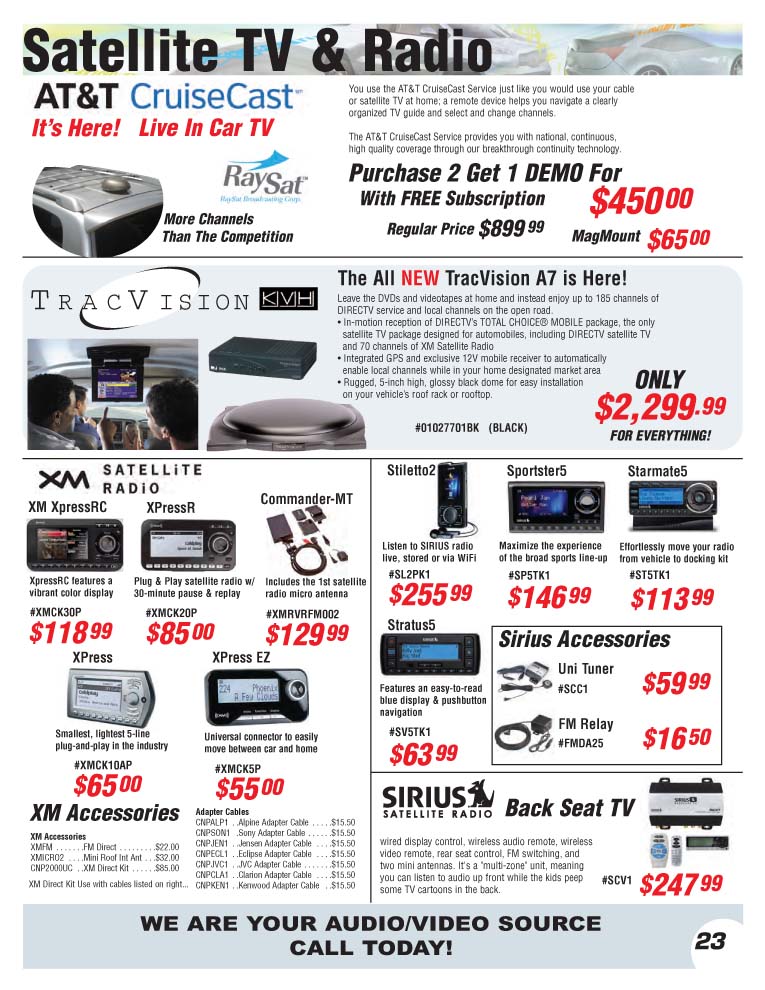 Satellite TV & Radio
AT&T CruiseCast
It's Here! Live In Car TV
RaySat™
RaySat Broadcasting Corp.
More Channels
Than The Competition
You use the AT&T CruiseCast Service just like you would use your cable
or satellite TV at home; a remote device helps you navigate a clearly
organized TV guide and select and change channels.
The AT&T CruiseCast Service provides you with national, continuous,
high quality coverage through our breakthrough continuity technology.
Purchase 2 Get 1 DEMO For
With FREE Subscription $450 00
Regular Price $899 99
MagMount $65 00
TRACVISION KVH
The All NEW TracVision A7 is Here!
Leave the DVDs and videotapes at home and instead enjoy up to 185 channels of
DIRECTV service and local channels on the open road.
• In-motion reception of DIRECTV's TOTAL CHOICE® MOBILE package, the only
satellite TV package designed for automobiles, including DIRECTV satellite TV
and 70 channels of XM Satellite Radio
• Integrated GPS and exclusive 12V mobile receiver to automatically
enable local channels while in your home designated market area
• Rugged, 5-inch high, glossy black dome for easy installation
on your vehicle's roof rack or rooftop.
#01027701BK (BLACK)
ONLY
$2,299.99
FOR EVERYTHING!
XM SATELLITE
RADIO
XM XpressRC
XpressRC features a
vibrant color display
#XMCK30P
$118 99
XPressR
Plug & Play satellite radio w/
30-minute pause & replay
#XMCK20P
$85 00
Commander-MT
Includes the 1st satellite
radio micro antenna
#XMRVRFM002
$129 99
XPress
Smallest, lightest 5-line
plug-and-play in the industry
#XMCK10AP
$65 00
XPress EZ
224 Phoenix
A Few Clouds
Universal connector to easily
move between car and home
#XMCK5P
$55 00
XM Accessories
XM Accessories
XMFM . . . . . . .FM Direct . . . . . . . . .$22.00
XMICRO2 . . . .Mini Roof Int Ant . . .$32.00
CNP2000UC . .XM Direct Kit . . . . . .$85.00
XM Direct Kit Use with cables listed on right...
Adapter Cables
CNPALP1 . .Alpine Adapter Cable . . . . .$15.50
CNPSON1 . .Sony Adapter Cable . . . . . .$15.50
CNPJEN1 . .Jensen Adapter Cable . . . .$15.50
CNPECL1 . .Eclipse Adapter Cable . . . .$15.50
CNPJVC1 . .JVC Adapter Cable . . . . . . .$15.50
CNPCLA1 . .Clarion Adapter Cable . . . .$15.50
CNPKEN1 . .Kenwood Adapter Cable . .$15.50
Stiletto2
Listen to SIRIUS radio
live, stored or via WiFi
#SL2PK1
$255 99
Sportster5
Pearl Jam
Maximize the experience
of the broad sports line-up
#SP5TK1
$146 99
Starmate5
Effortlessly move your radio
from vehicle to docking kit
#ST5TK1
$113 99
Stratus5
Features an easy-to-read
blue display & pushbutton
navigation
#SV5TK1
$63 99
Sirius Accessories
Uni Tuner
#SCC1
$59 99
FM Relay
#FMDA25
$16 50
SIRIUS
SATELLITE RADIO
Back Seat TV
wired display control, wireless audio remote, wireless
video remote, rear seat control, FM switching, and
two mini antennas. It's a "multi-zone" unit, meaning
you can listen to audio up front while the kids peep
some TV cartoons in the back.
#SCV1 $247 99
WE ARE YOUR AUDIO/VIDEO SOURCE
CALL TODAY!
23